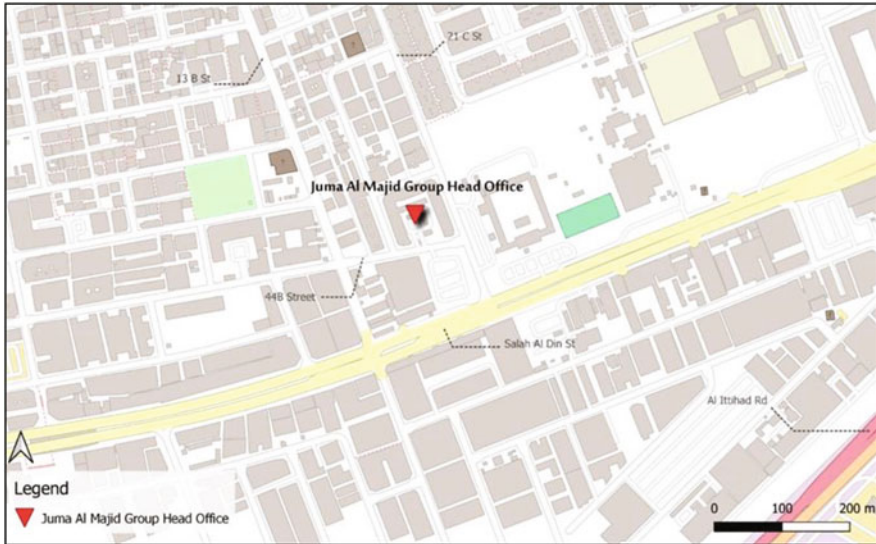 21 C St
13 B St
Juma Al Majid Group Head Office
44B Street
Salah Al Din St
Al Ittihad Rd
Legend
Juma Al Majid Group Head Office
0 100 200 m